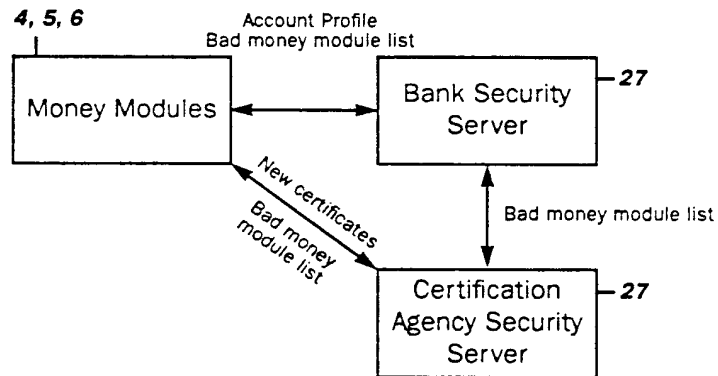 4, 5, 6
Account Profile
Bad money module list
Money Modules
Bank Security
Server
27
New certificates
Bad money
module list
Bad money module list
Certification
Agency Security
Server
27